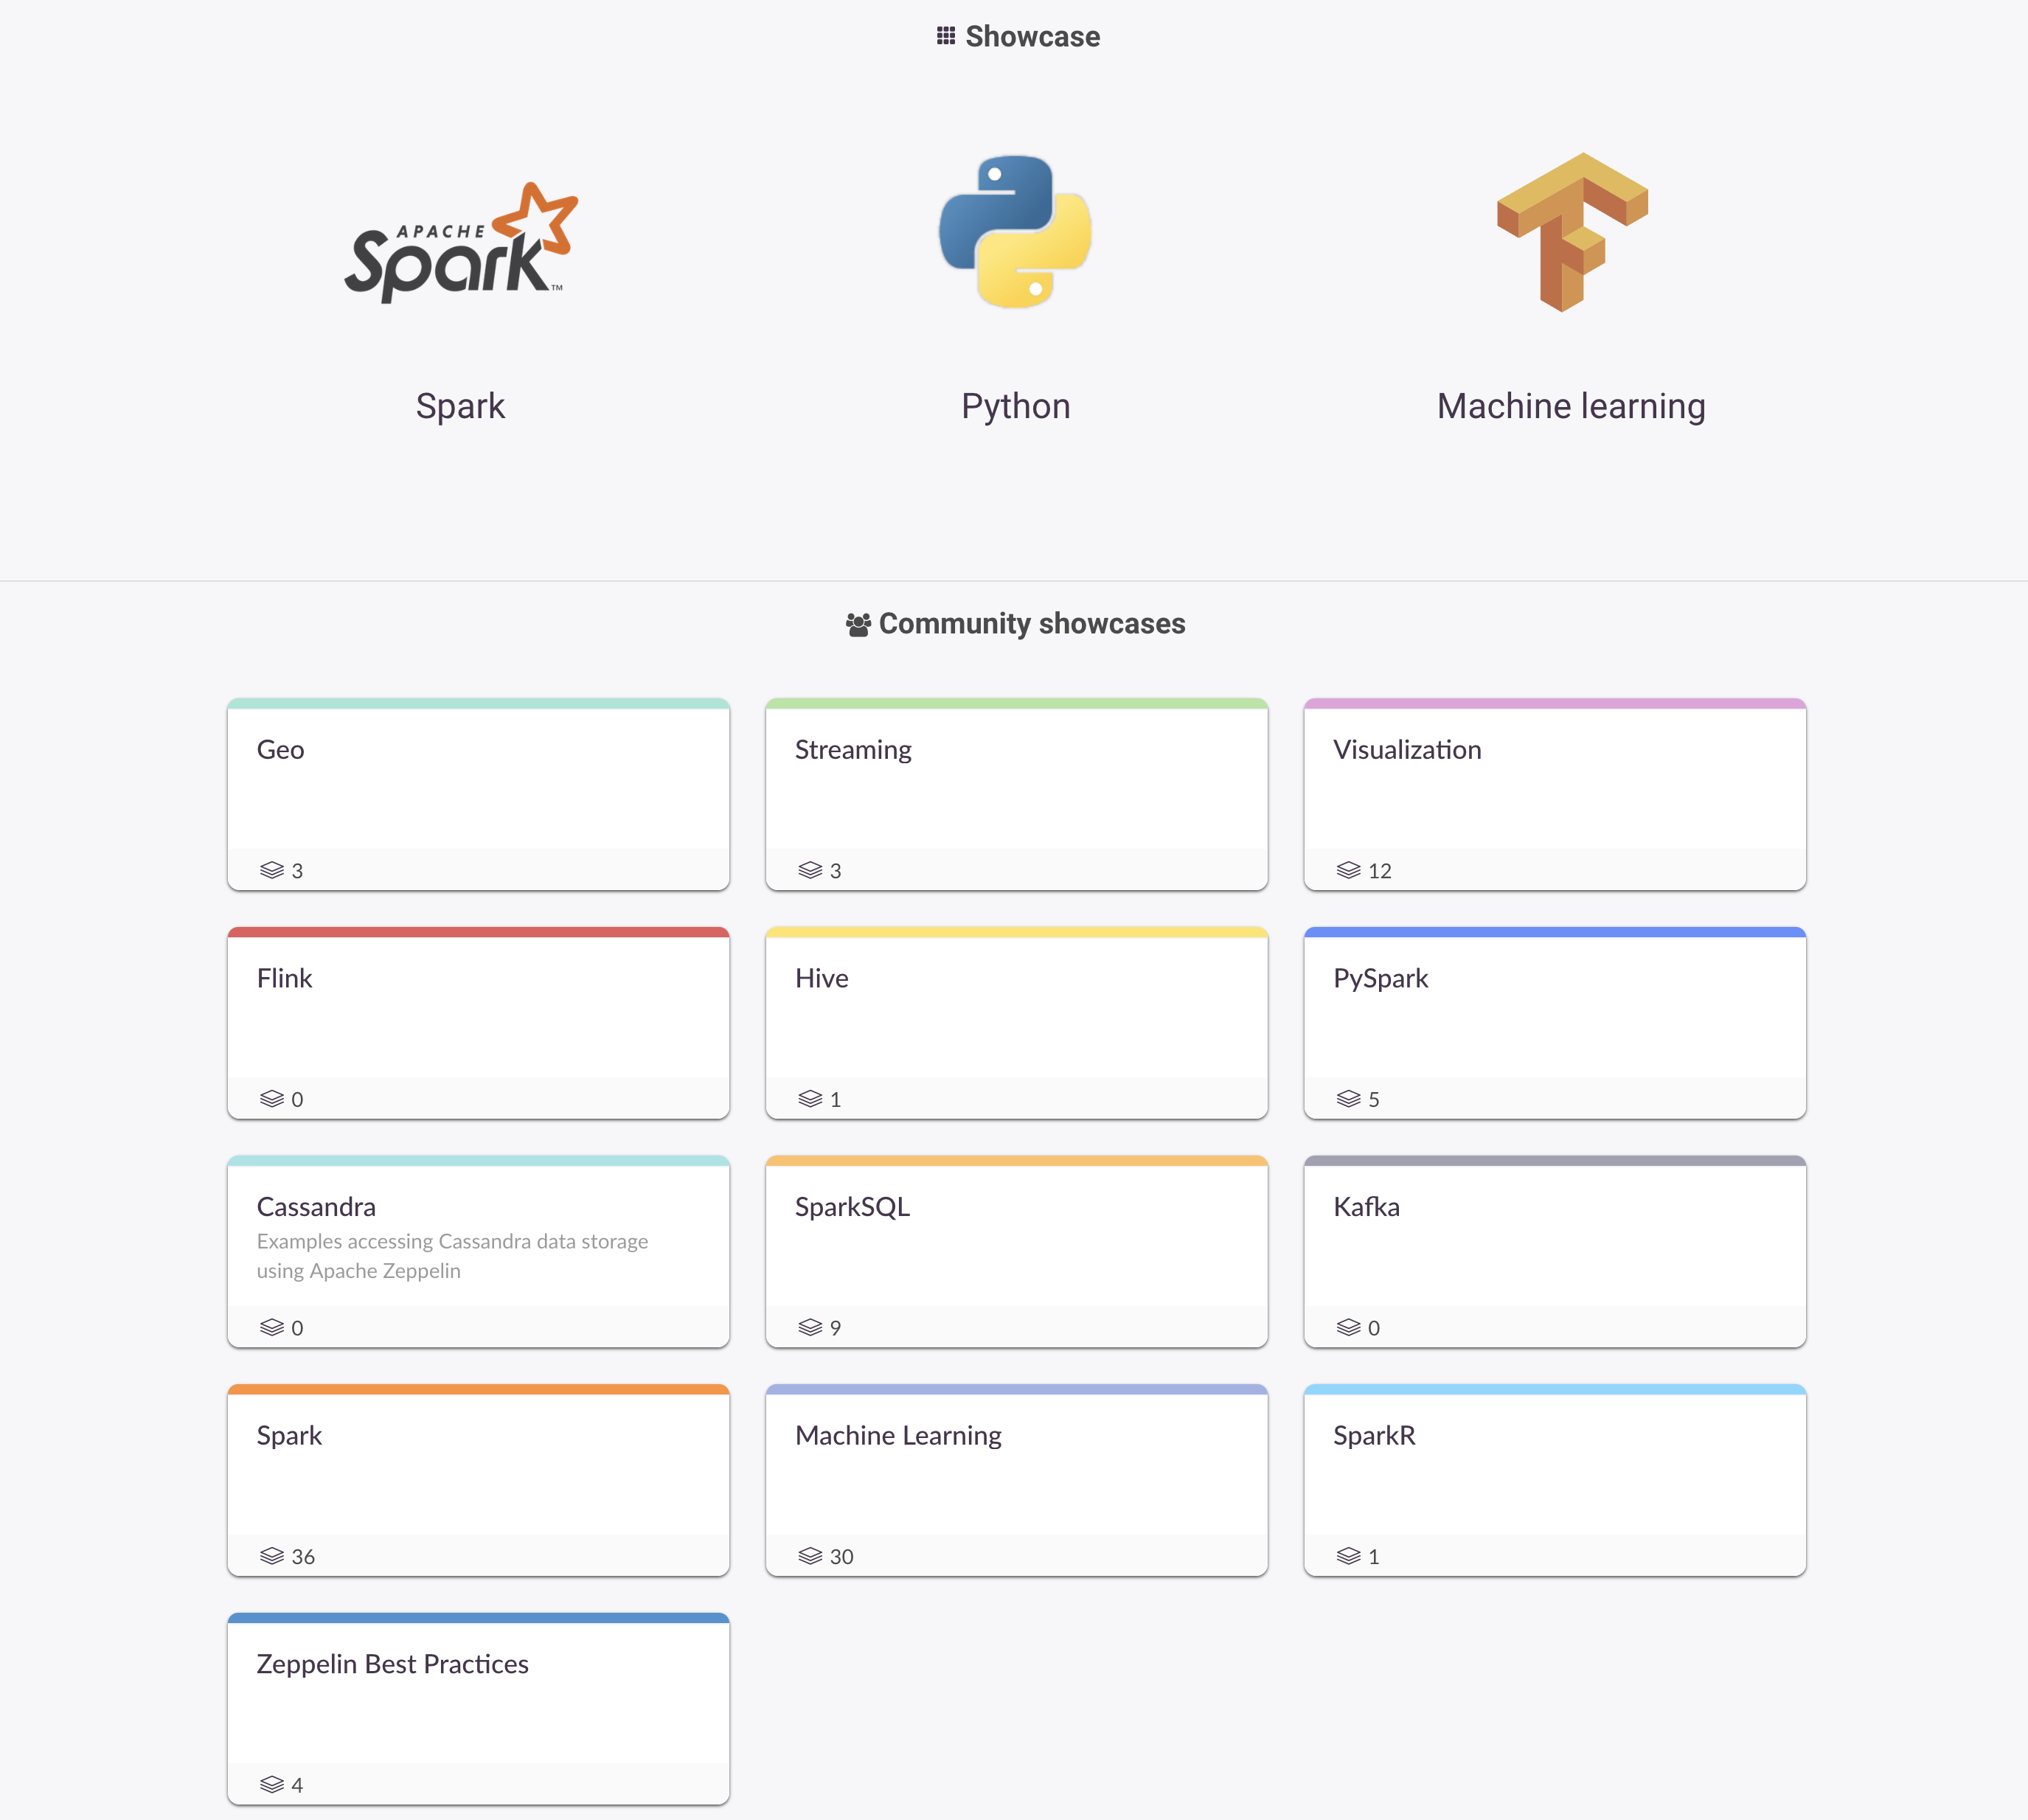 Showcase
APACHE
Spark™
Spark
Python
Machine learning
Community showcases
Geo
3
Streaming
3
Visualization
12
Flink
0
Hive
1
PySpark
5
Cassandra
Examples accessing Cassandra data storage
using Apache Zeppelin
0
SparkSQL
9
Kafka
0
Spark
36
Machine Learning
30
SparkR
1
Zeppelin Best Practices
4